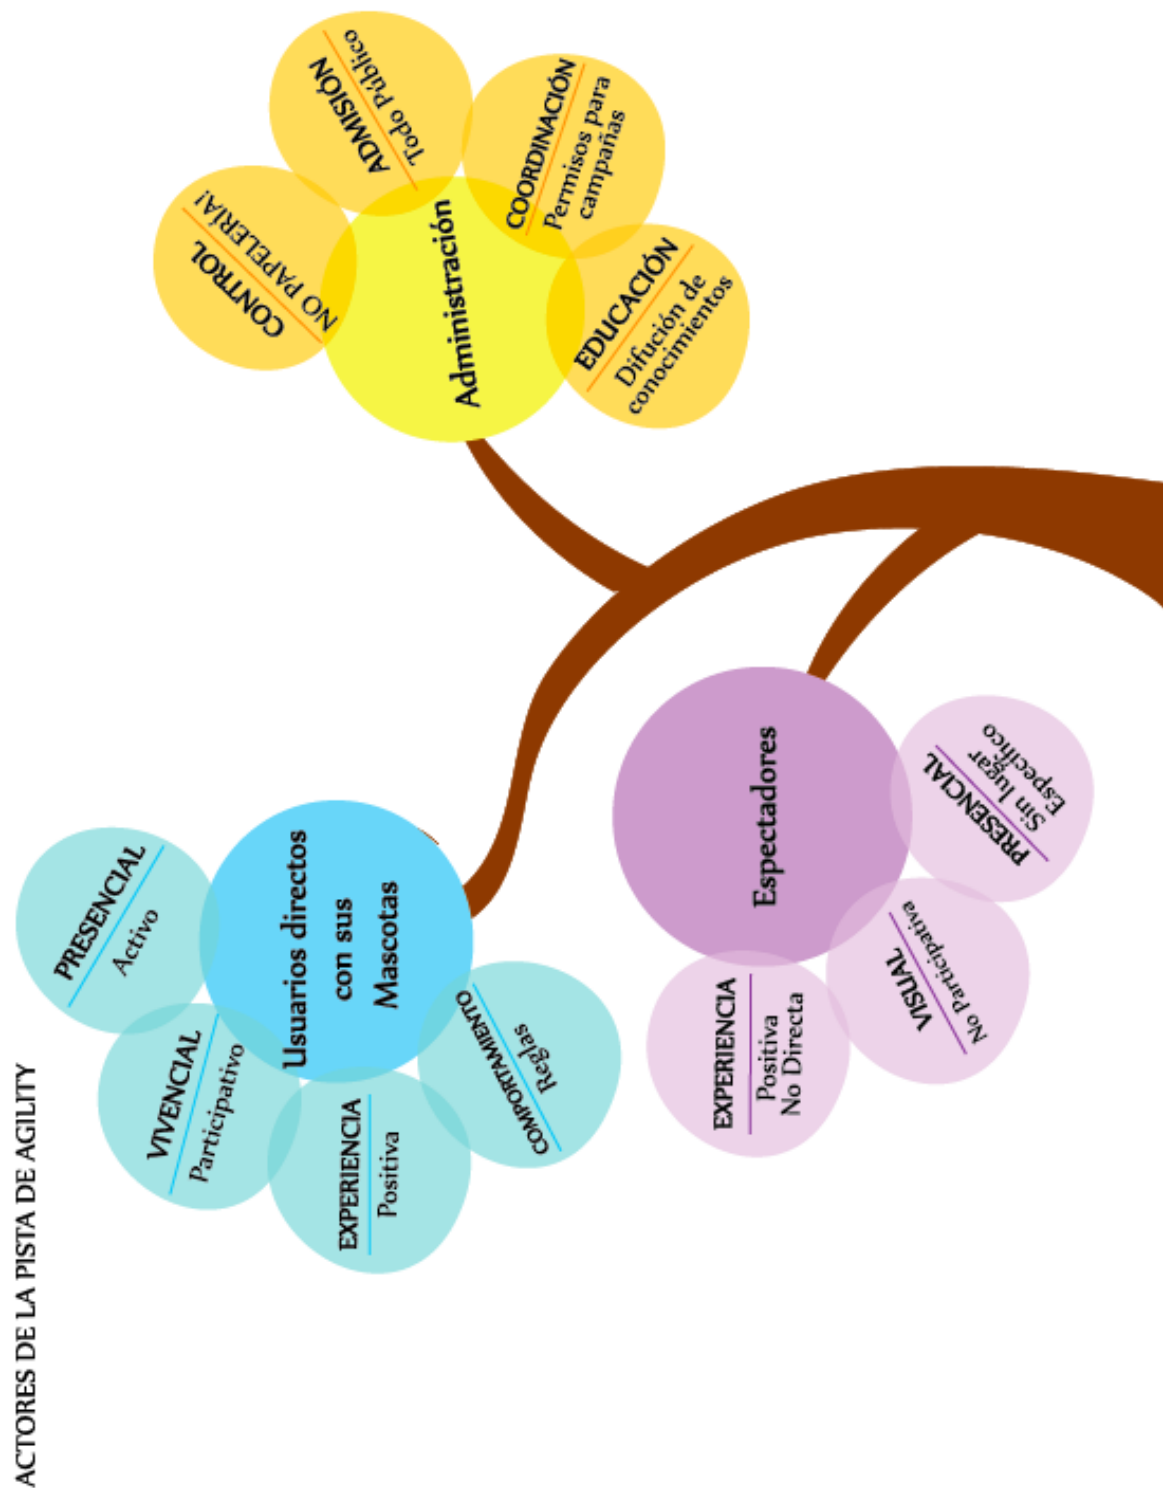 ACTORES DE LA PISTA DE AGILITY
PRESENCIAL
Activo
VIVENCIAL
Participativo
EXPERIENCIA
Positiva
COMPORTAMIENTO
Reglas
Usuarios directos
con sus
Mascotas
CONTROL
NO PAPELERÍA!
ADMISIÓN
Todo Público
COORDINACIÓN
Permisos para
campañas
EDUCACIÓN
Difución de
conocimientos
Administración
Espectadores
EXPERIENCIA
Positiva
No Directa
VISUAL
No Participativa
PRESENCIAL
Sin lugar
Específico